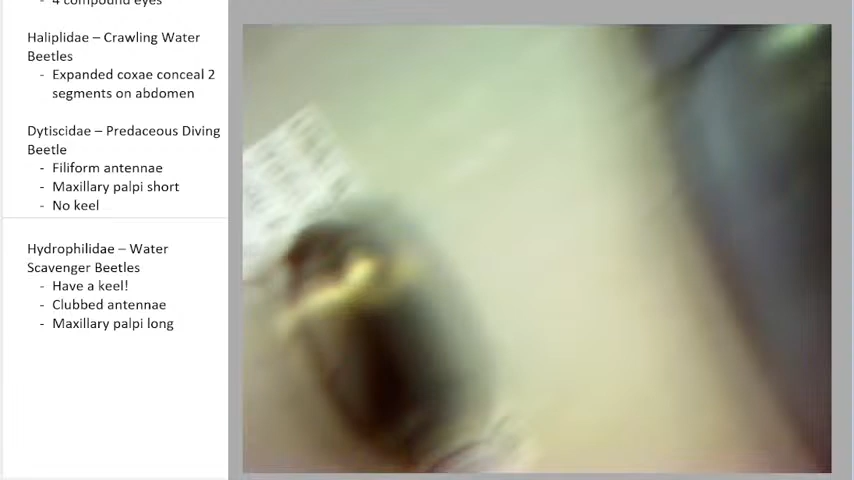 - 4 compound eyes
Haliplidae – Crawling Water
Beetles
- Expanded coxae conceal 2
segments on abdomen
Dytiscidae – Predaceous Diving
Beetle
- Filiform antennae
- Maxillary palpi short
- No keel
Hydrophilidae – Water
Scavenger Beetles
- Have a keel!
- Clubbed antennae
- Maxillary palpi long